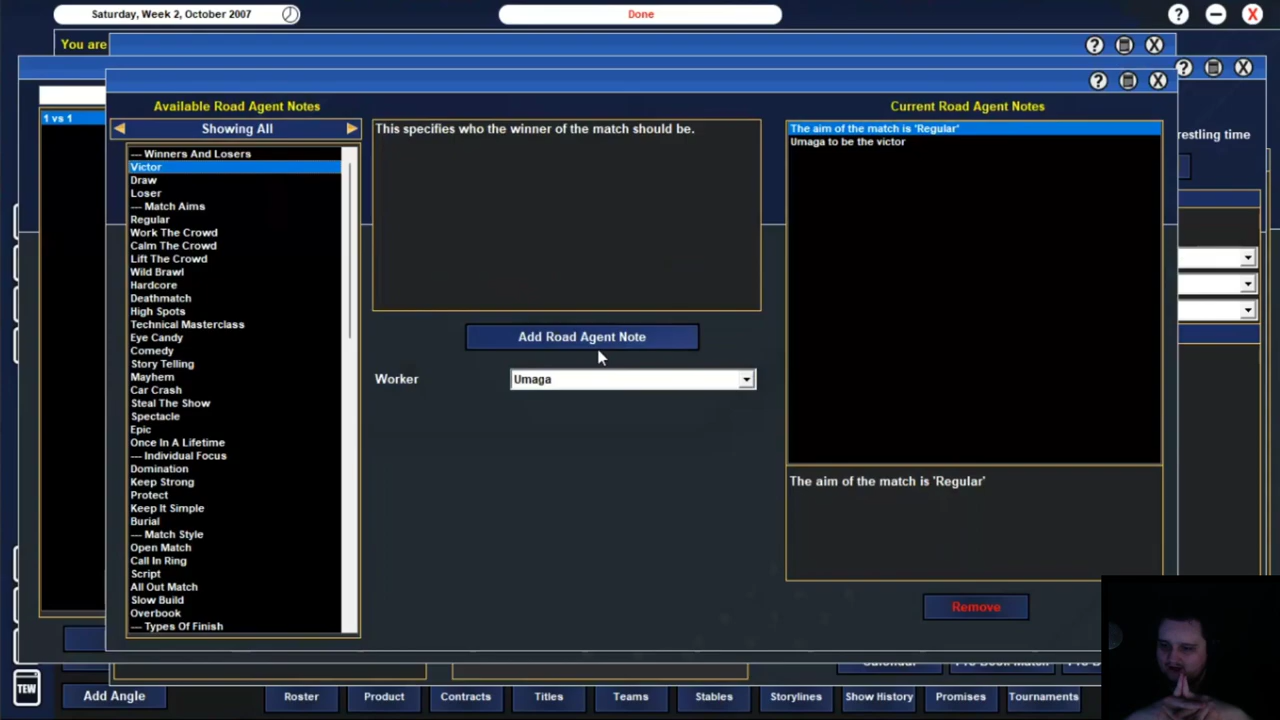 Saturday, Week 2, October 2007
Done
?
X
You are
? X
? X
? X
Available Road Agent Notes
Current Road Agent Notes
Showing All
1 vs 1
restling time
This specifies who the winner of the match should be.
The aim of the match is 'Regular'
Umaga to be the victor
--- Winners And Losers
Victor
Draw
Loser
--- Match Aims
Regular
Work The Crowd
Calm The Crowd
Lift The Crowd
Wild Brawl
Hardcore
Deathmatch
High Spots
Technical Masterclass
Eye Candy
Comedy
Story Telling
Mayhem
Car Crash
Steal The Show
Spectacle
Epic
Once In A Lifetime
--- Individual Focus
Domination
Keep Strong
Protect
Keep It Simple
Burial
--- Match Style
Open Match
Call In Ring
Script
All Out Match
Slow Build
Overbook
--- Types Of Finish
Add Road Agent Note
Worker
Umaga
The aim of the match is 'Regular'
Remove
TEW
Add Angle
Roster
Product
Contracts
Titles
Teams
Stables
Storylines
Show History
Promises
Tournaments